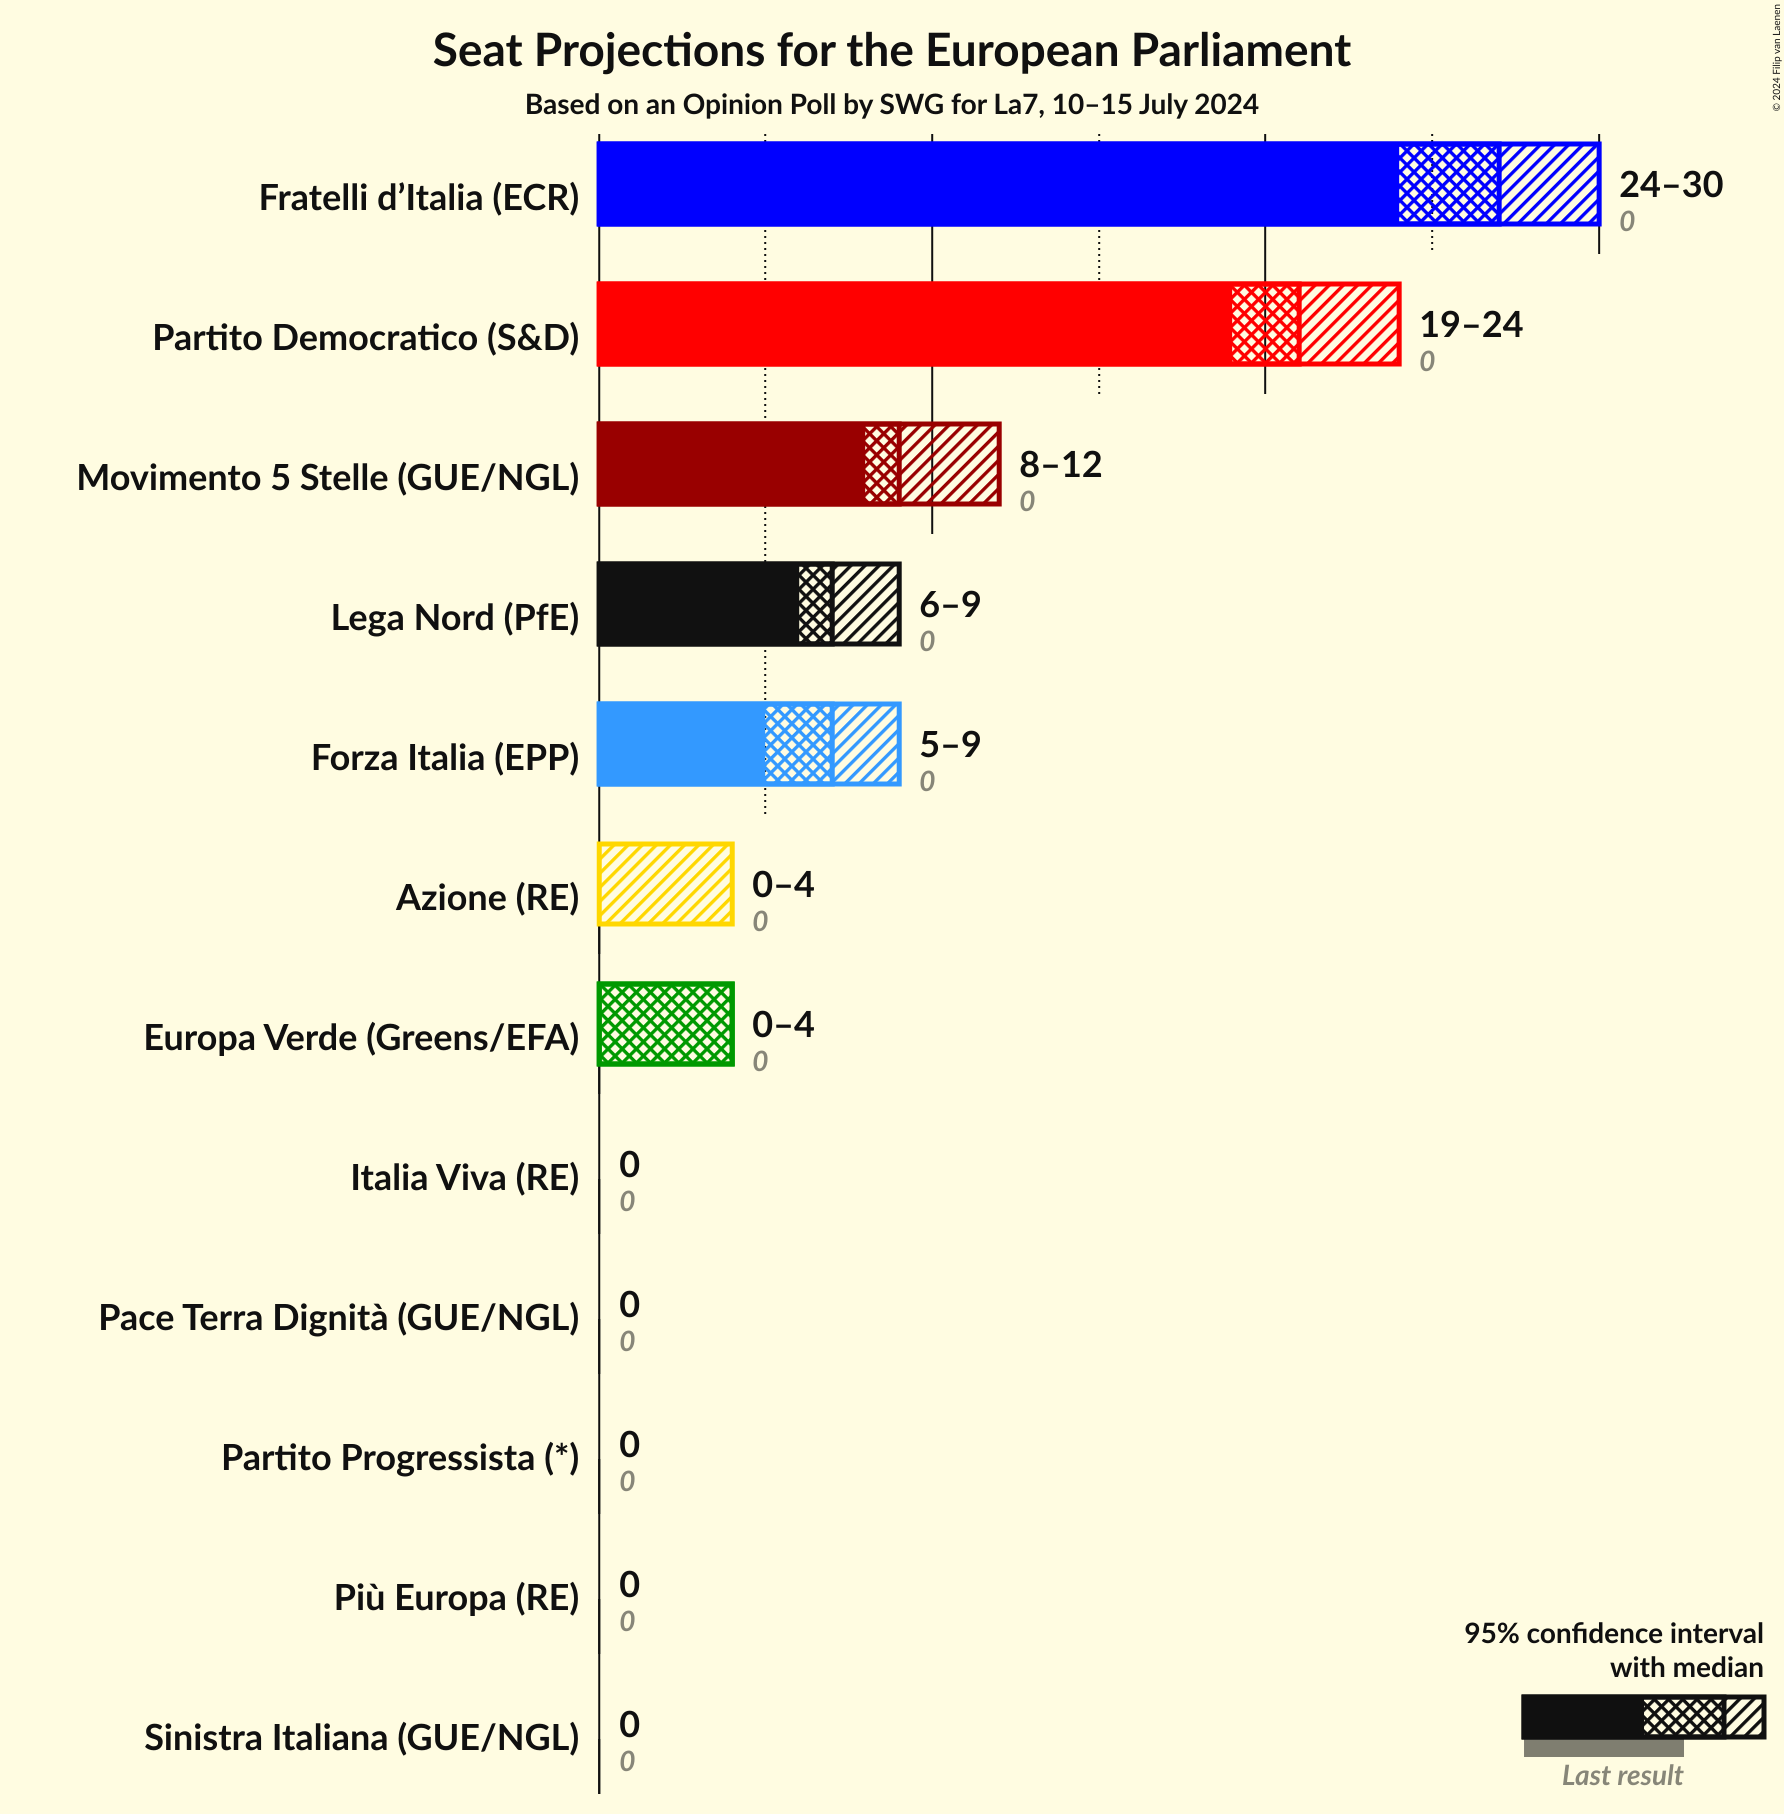 Seat Projections for the European Parliament
Based on an Opinion Poll by SWG for La7, 10–15 July 2024
© 2024 Filip van Laenen
Fratelli d’Italia (ECR)
24–30
0
Partito Democratico (S&D)
19–24
0
Movimento 5 Stelle (GUE/NGL)
8–12
0
Lega Nord (PfE)
6–9
0
Forza Italia (EPP)
5–9
0
Azione (RE)
0–4
0
Europa Verde (Greens/EFA)
0–4
0
Italia Viva (RE)
0
0
Pace Terra Dignità (GUE/NGL)
0
0
Partito Progressista (*)
0
0
Più Europa (RE)
0
0
Sinistra Italiana (GUE/NGL)
0
0
95% confidence interval
with median
Last result